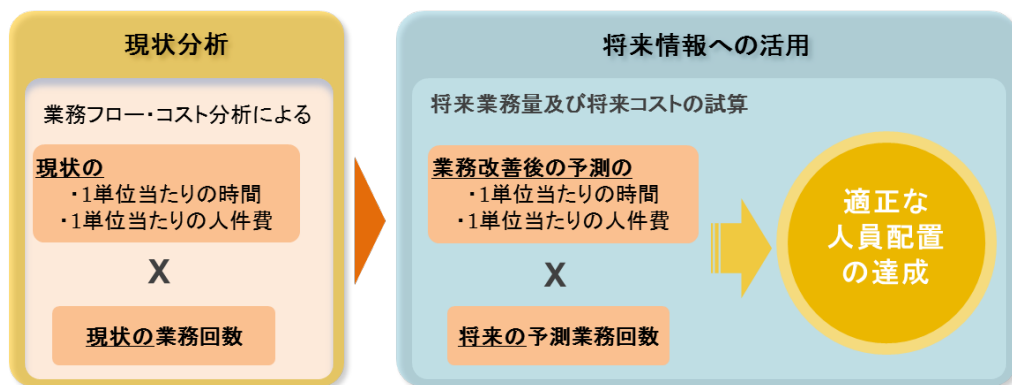 現状分析
業務フロー・コスト分析による
現状の
・1単位当たりの時間
・1単位当たりの人件費
X
現状の業務回数
将来情報への活用
将来業務量及び将来コストの試算
業務改善後の予測の
・1単位当たりの時間
・1単位当たりの人件費
X
将来の予測業務回数
適正な
人員配置
の達成